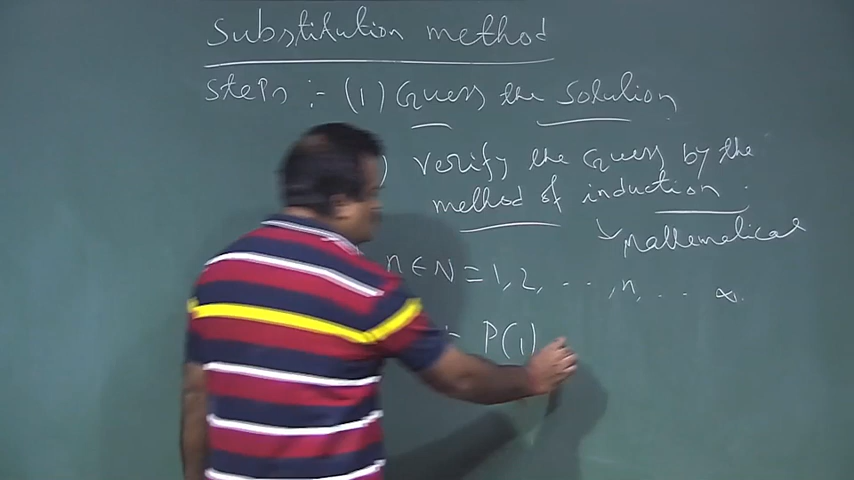 Substitution method
Steps :- (1) Guess the Solution
) Verify the Guess by the
method of induction.
↳ Mathematical
n ∈ N = 1, 2, ..., n, ... ∞.
:- P(1)